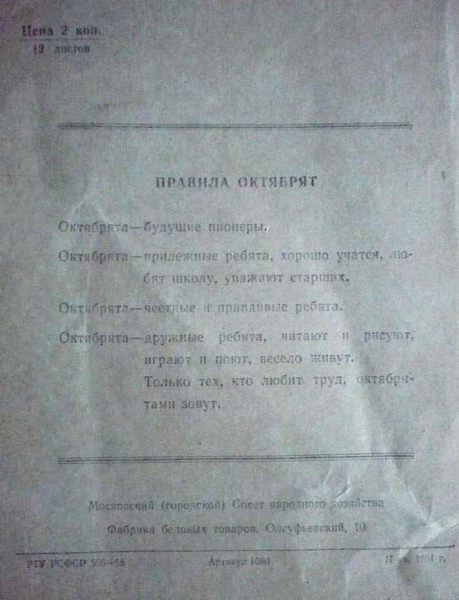 Цена 2 коп.
12 листов
ПРАВИЛА ОКТЯБРЯТ
Октябрята—будущие пионеры.
Октябрята—прилежные ребята, хорошо учатся, лю-
бят школу, уважают старших.
Октябрята—честные и правдивые ребята.
Октябрята—дружные ребята, читают и рисуют,
играют и поют, весело живут.
Только тех, кто любит труд, октября-
тами зовут.
Московский (городской) Совет народного хозяйства
Фабрика беловых товаров. Олсуфьевский, 10
РТУ РСФСР 556—58 Артикул 1080 г.